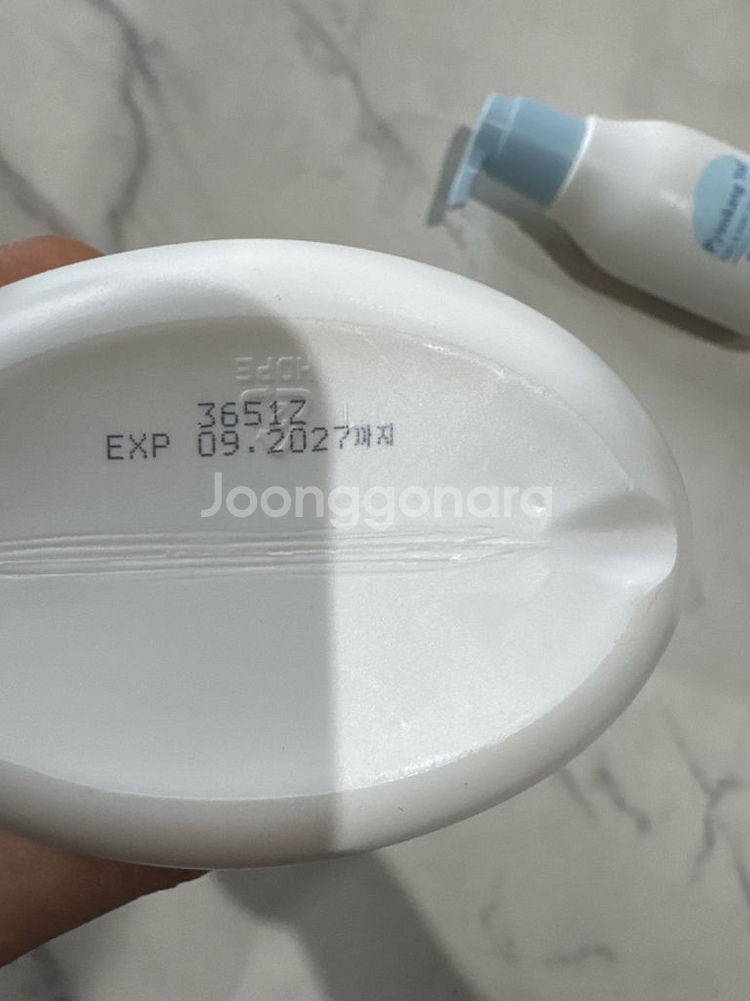 HDPE
3651Z
EXP 09.2027까지
Joonggonara